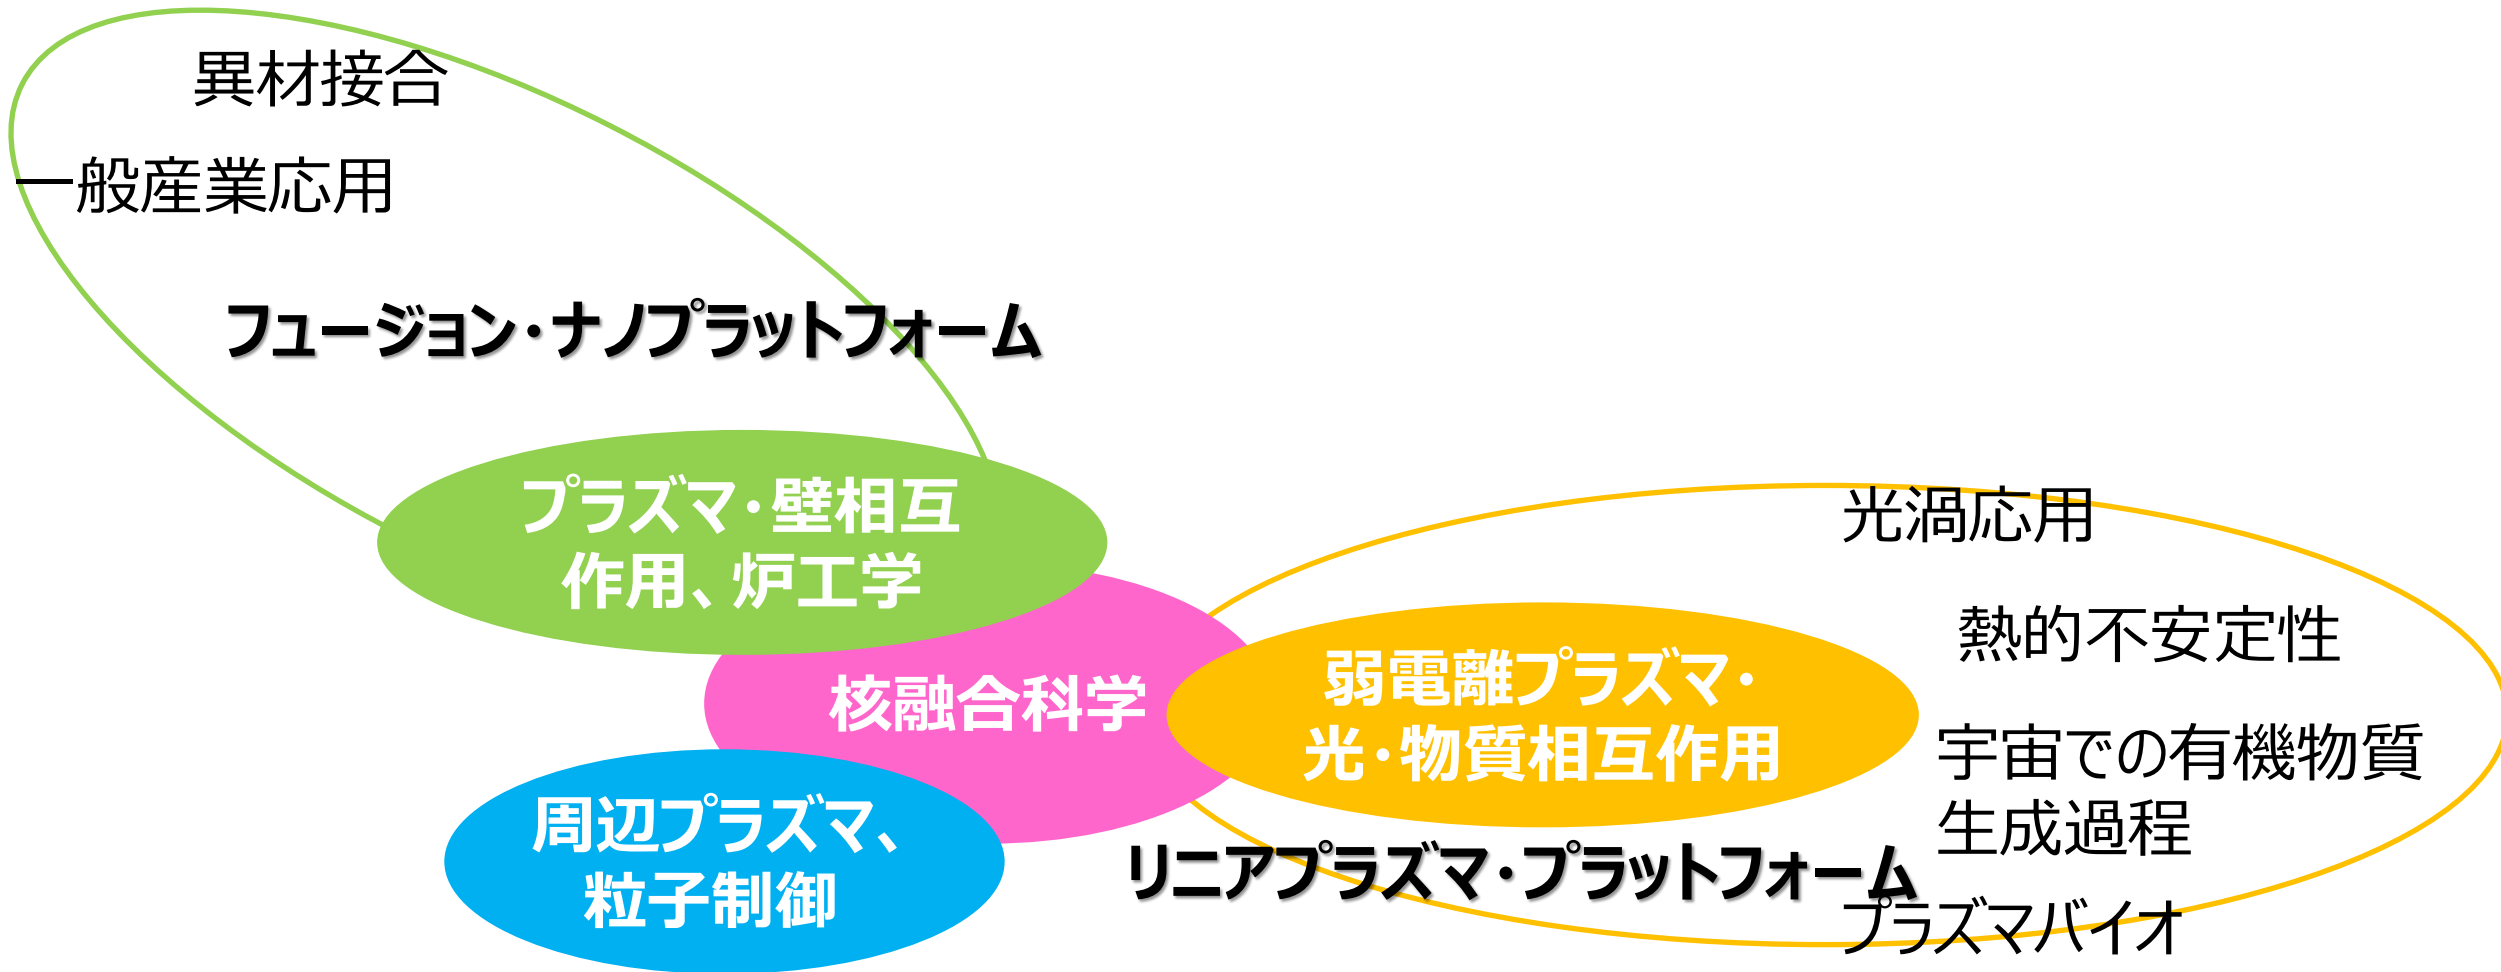 異材接合
一般産業応用
フュージョン・ナノプラットフォーム
プラズマ・壁相互
作用、炉工学
核融合科学
周辺プラズマ、
粒子制御
光渦応用
熱的不安定性
弱電離プラズマ・
光・物質相互作用
宇宙での有機物質
生成過程
リニアプラズマ・プラットフォーム
プラズマバイオ